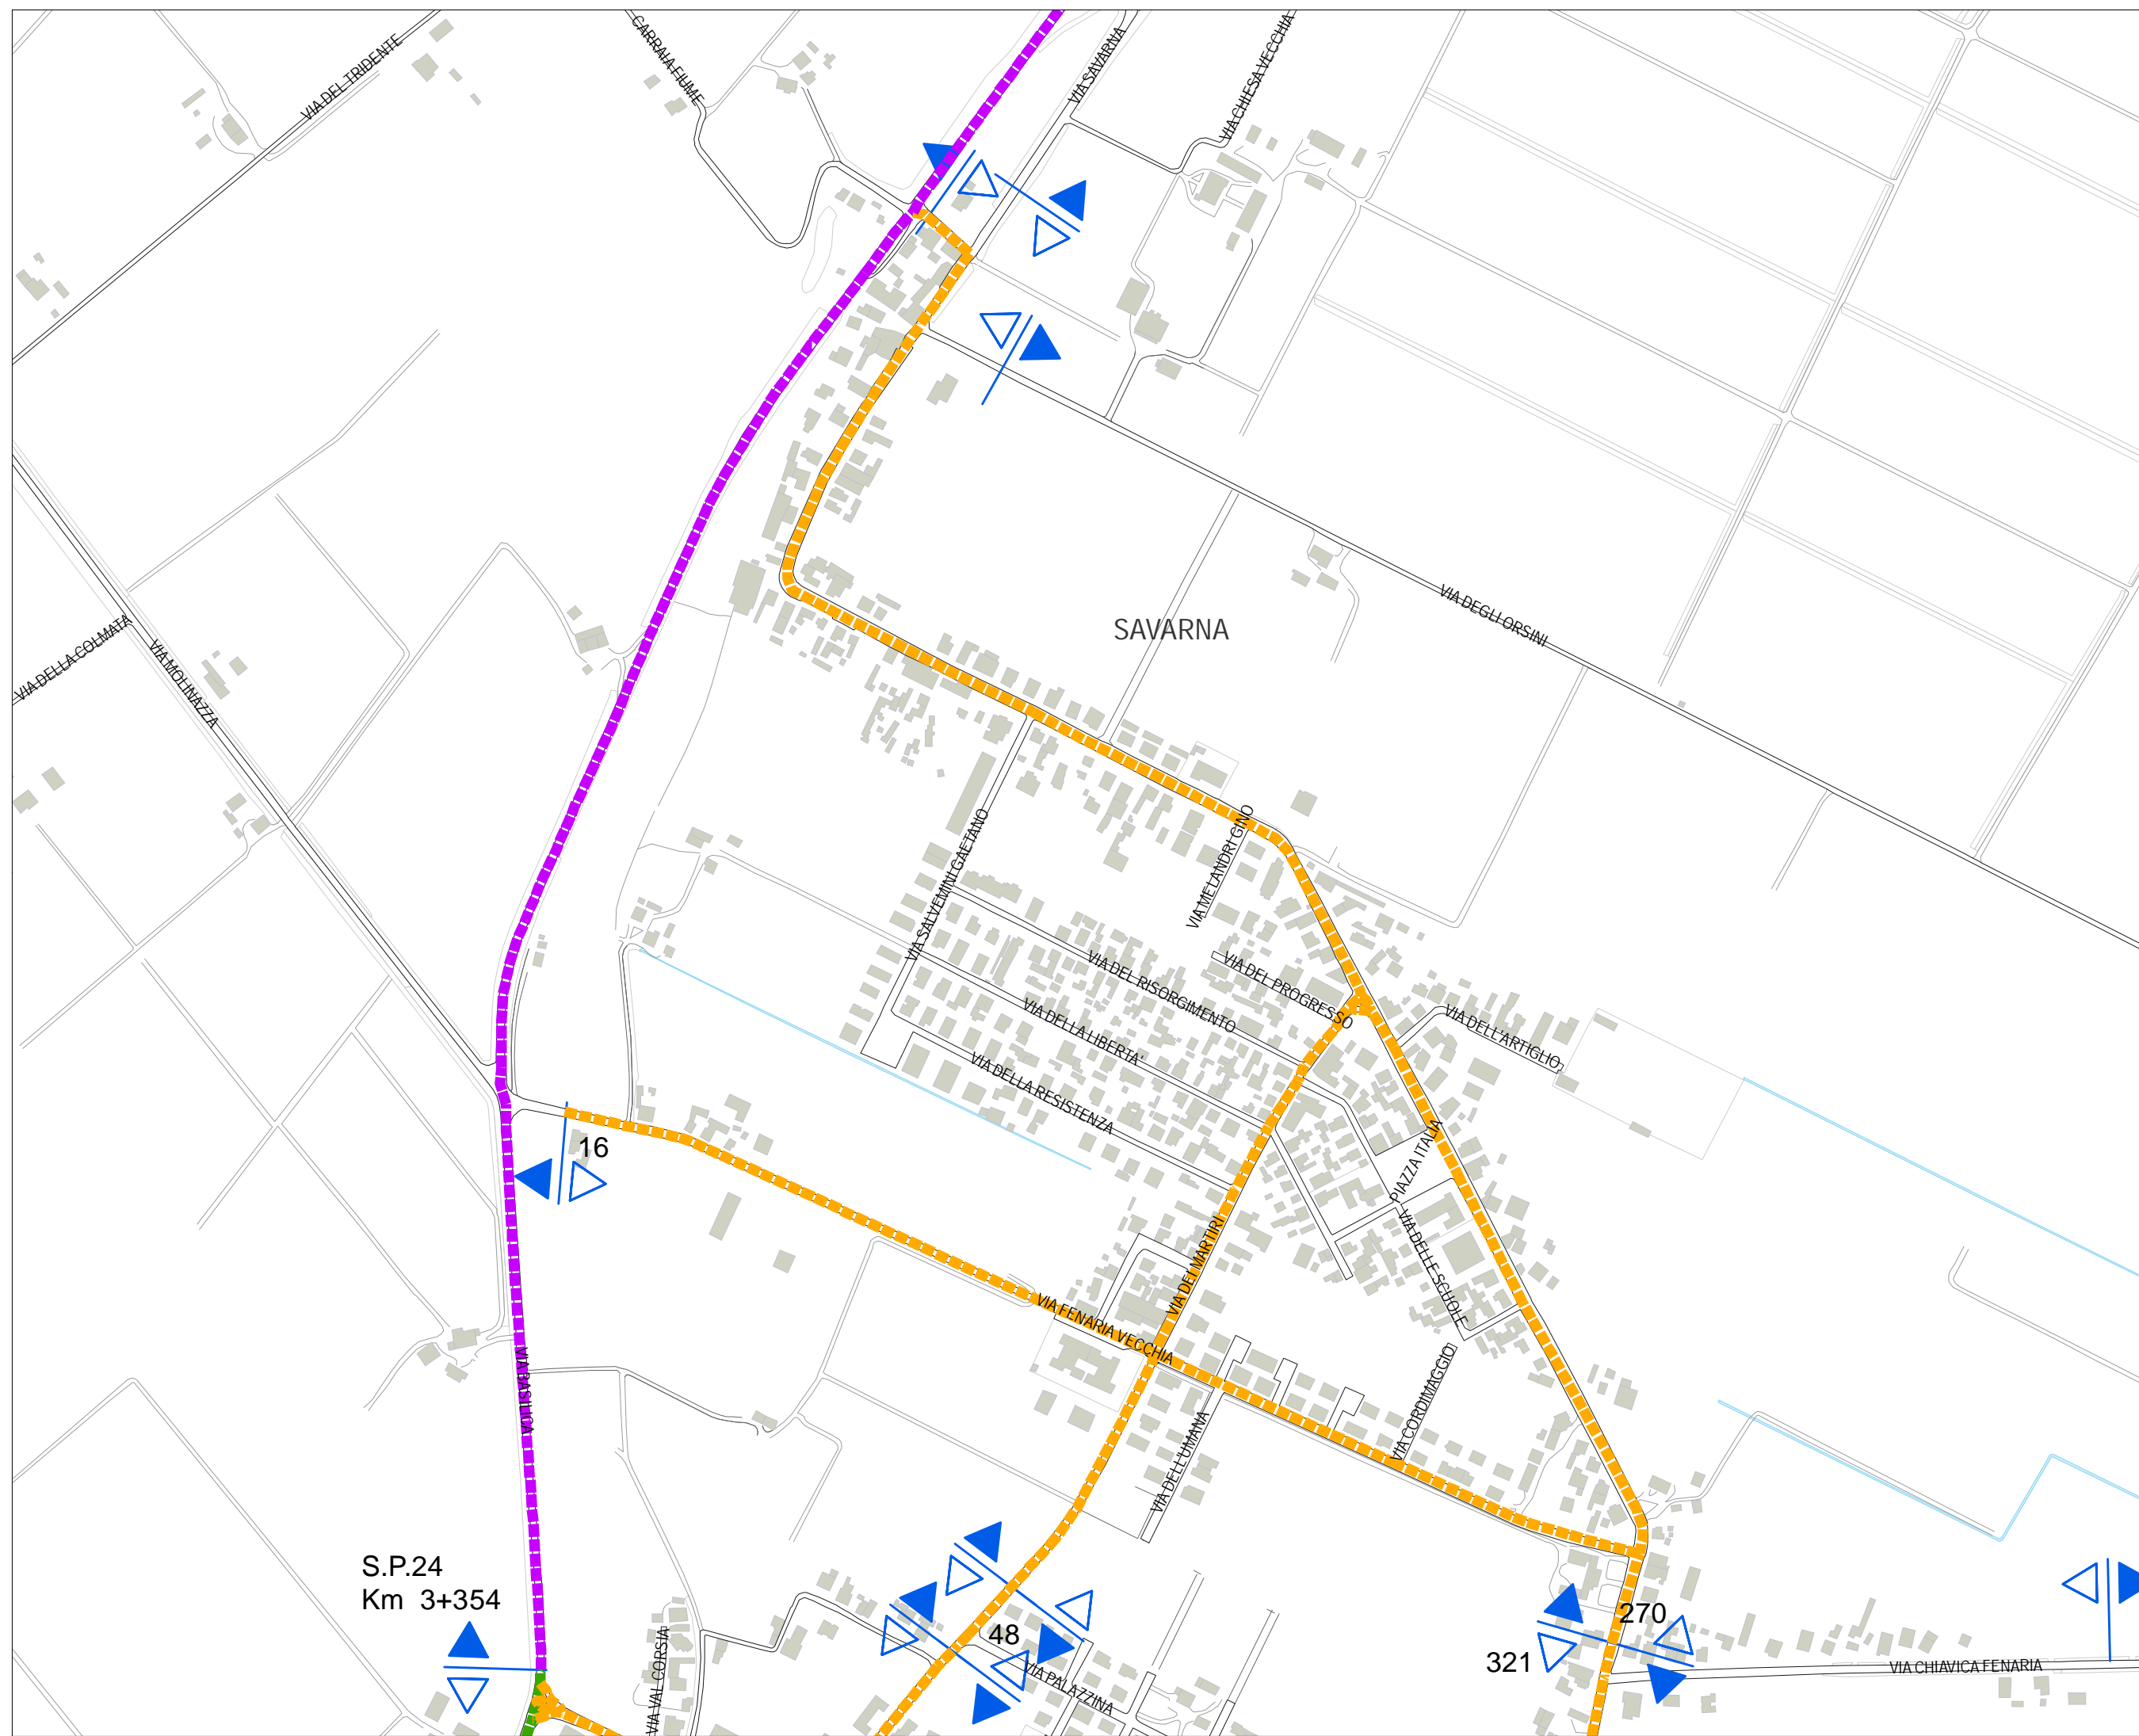 VIA DEL TRIDENTE
CARRAIA FIUME
VIA SAVARNA
VIA CHIESA VECCHIA
VIA DEGLI ORSINI
SAVARNA
VIA DELLA COLMATA
VIA MOLINAZZA
VIA SALVEMINI GAETANO
VIA MELANDRI GINO
VIA DEL RISORGIMENTO
VIA DEL PROGRESSO
VIA DELLA LIBERTA'
VIA DELL'ARTIGLIO
VIA DELLA RESISTENZA
16
PIAZZA ITALIA
VIA DEI MARTIRI
VIA DELLE SCUOLE
VIA FENARIA VECCHIA
VIA BASILICA
VIA CORDIMAGGIO
VIA DELL'UMANA
S.P.24
Km 3+354
48
270
321
VIA VAL CORSIA
VIA PALAZZINA
VIA CHIAVICA FENARIA